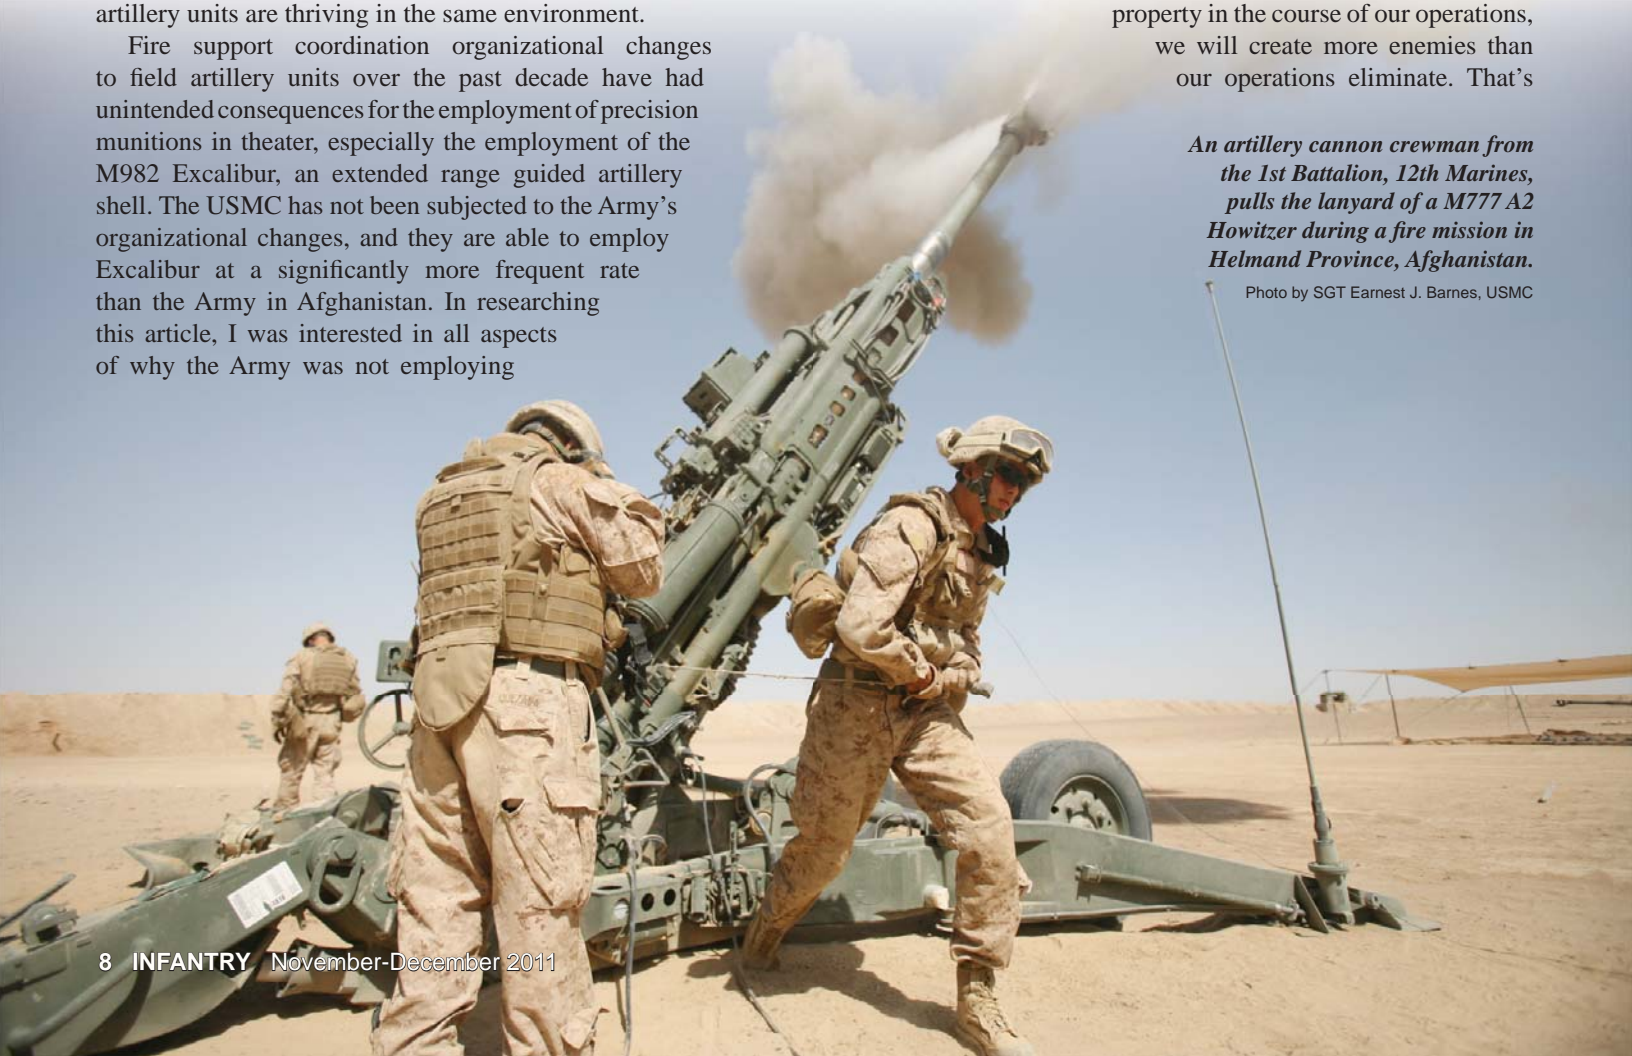 artillery units are thriving in the same environment.
Fire support coordination organizational changes
to field artillery units over the past decade have had
unintended consequences for the employment of precision
munitions in theater, especially the employment of the
M982 Excalibur, an extended range guided artillery
shell. The USMC has not been subjected to the Army's
organizational changes, and they are able to employ
Excalibur at a significantly more frequent rate
than the Army in Afghanistan. In researching
this article, I was interested in all aspects
of why the Army was not employing
property in the course of our operations,
we will create more enemies than
our operations eliminate. That's
An artillery cannon crewman from
the 1st Battalion, 12th Marines,
pulls the lanyard of a M777 A2
Howitzer during a fire mission in
Helmand Province, Afghanistan.
Photo by SGT Earnest J. Barnes, USMC
8 INFANTRY November-December 2011